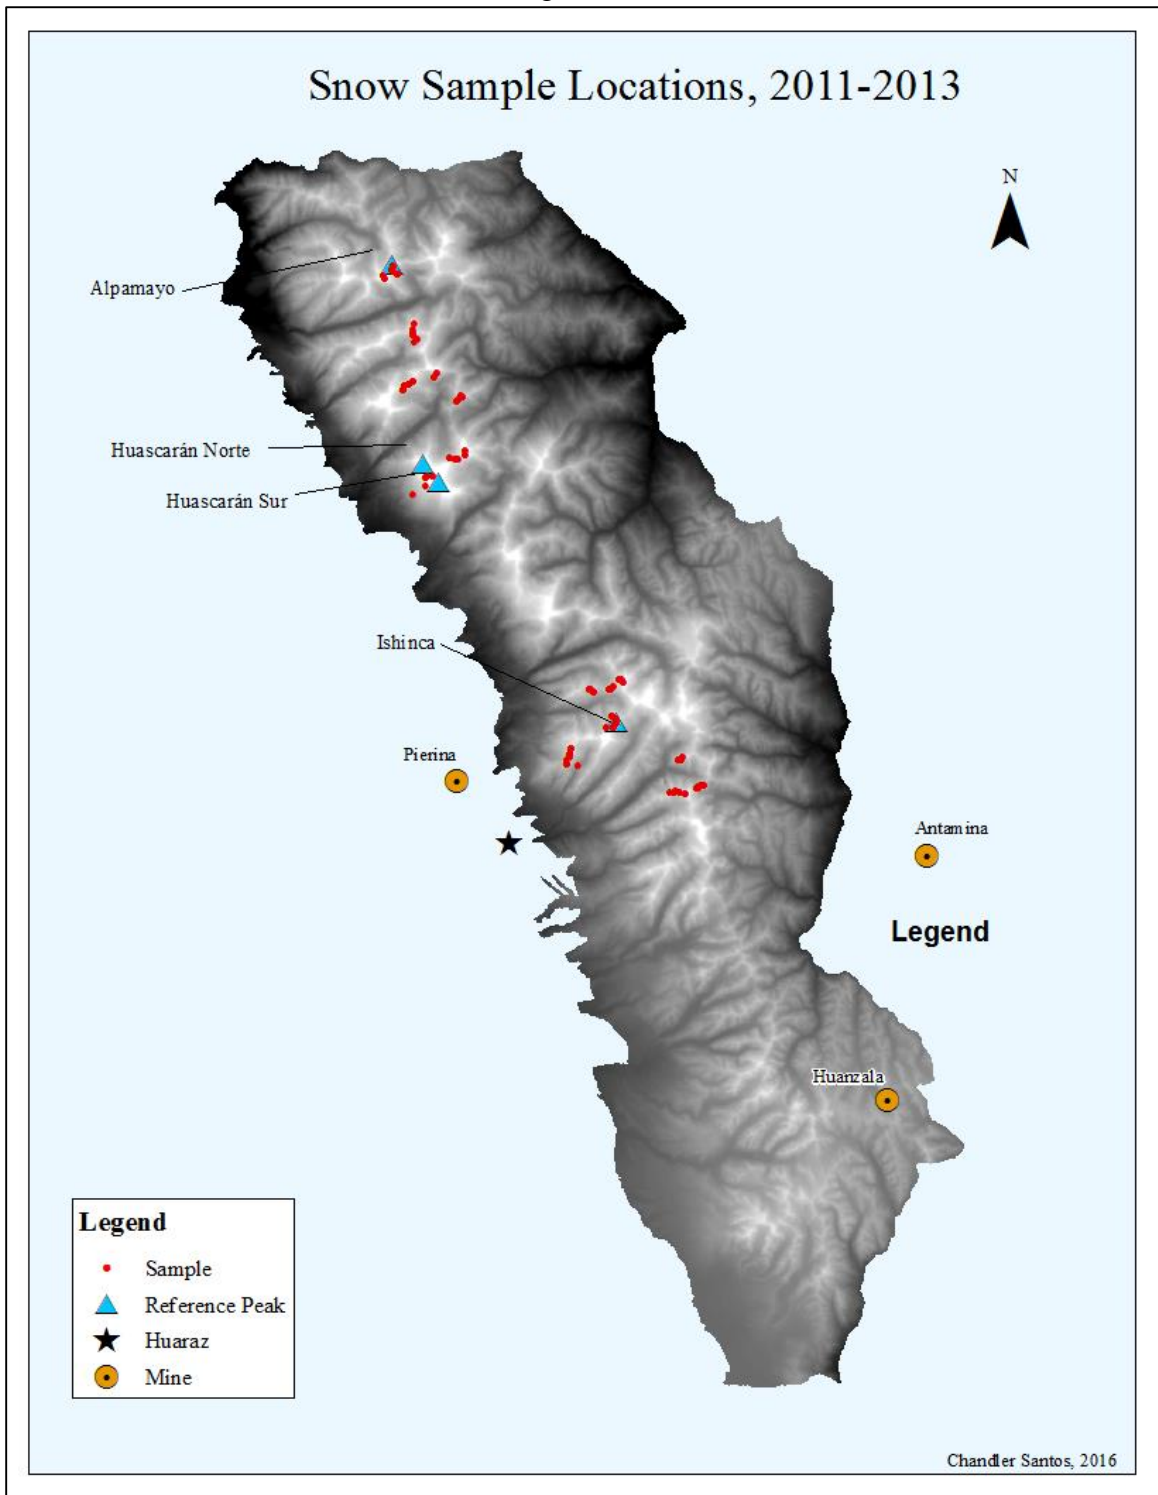 Snow Sample Locations, 2011-2013
N
Alpamayo
Huascarán Norte
Huascarán Sur
Ishinca
Pierina
Antamina
Legend
Huanzala
Legend
Sample
Reference Peak
Huaraz
Mine
Chandler Santos, 2016